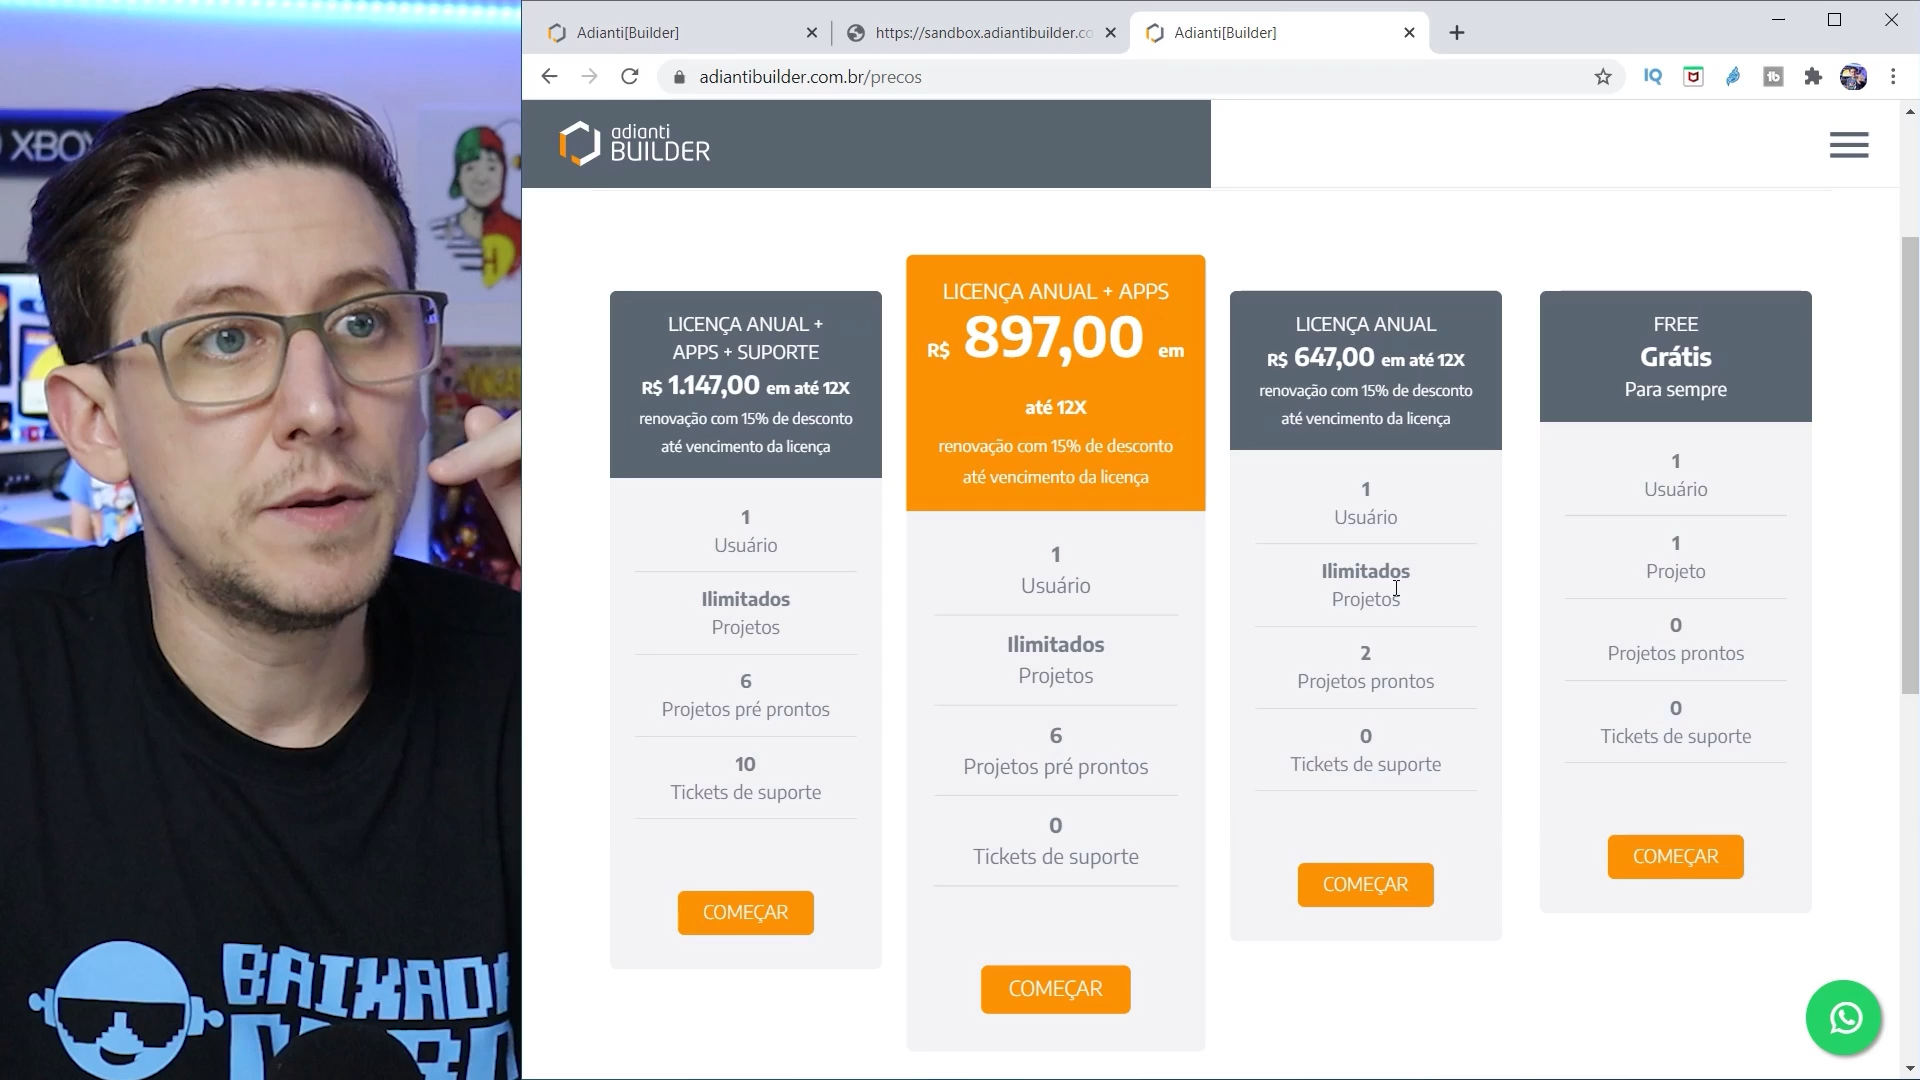 Adianti[Builder]
https://sandbox.adiantibuilder.co
Adianti[Builder]
adiantibuilder.com.br/precos
IQ
tb
XBOX
adianti
BUILDER
LICENÇA ANUAL +
APPS + SUPORTE
R$ 1.147,00 em até 12X
renovação com 15% de desconto
até vencimento da licença
1
Usuário
Ilimitados
Projetos
6
Projetos pré prontos
10
Tickets de suporte
COMEÇAR
LICENÇA ANUAL + APPS
R$ 897,00 em
até 12X
renovação com 15% de desconto
até vencimento da licença
1
Usuário
Ilimitados
Projetos
6
Projetos pré prontos
0
Tickets de suporte
COMEÇAR
LICENÇA ANUAL
R$ 647,00 em até 12X
renovação com 15% de desconto
até vencimento da licença
1
Usuário
Ilimitados
Projetos
2
Projetos prontos
0
Tickets de suporte
COMEÇAR
FREE
Grátis
Para sempre
1
Usuário
1
Projeto
0
Projetos prontos
0
Tickets de suporte
COMEÇAR